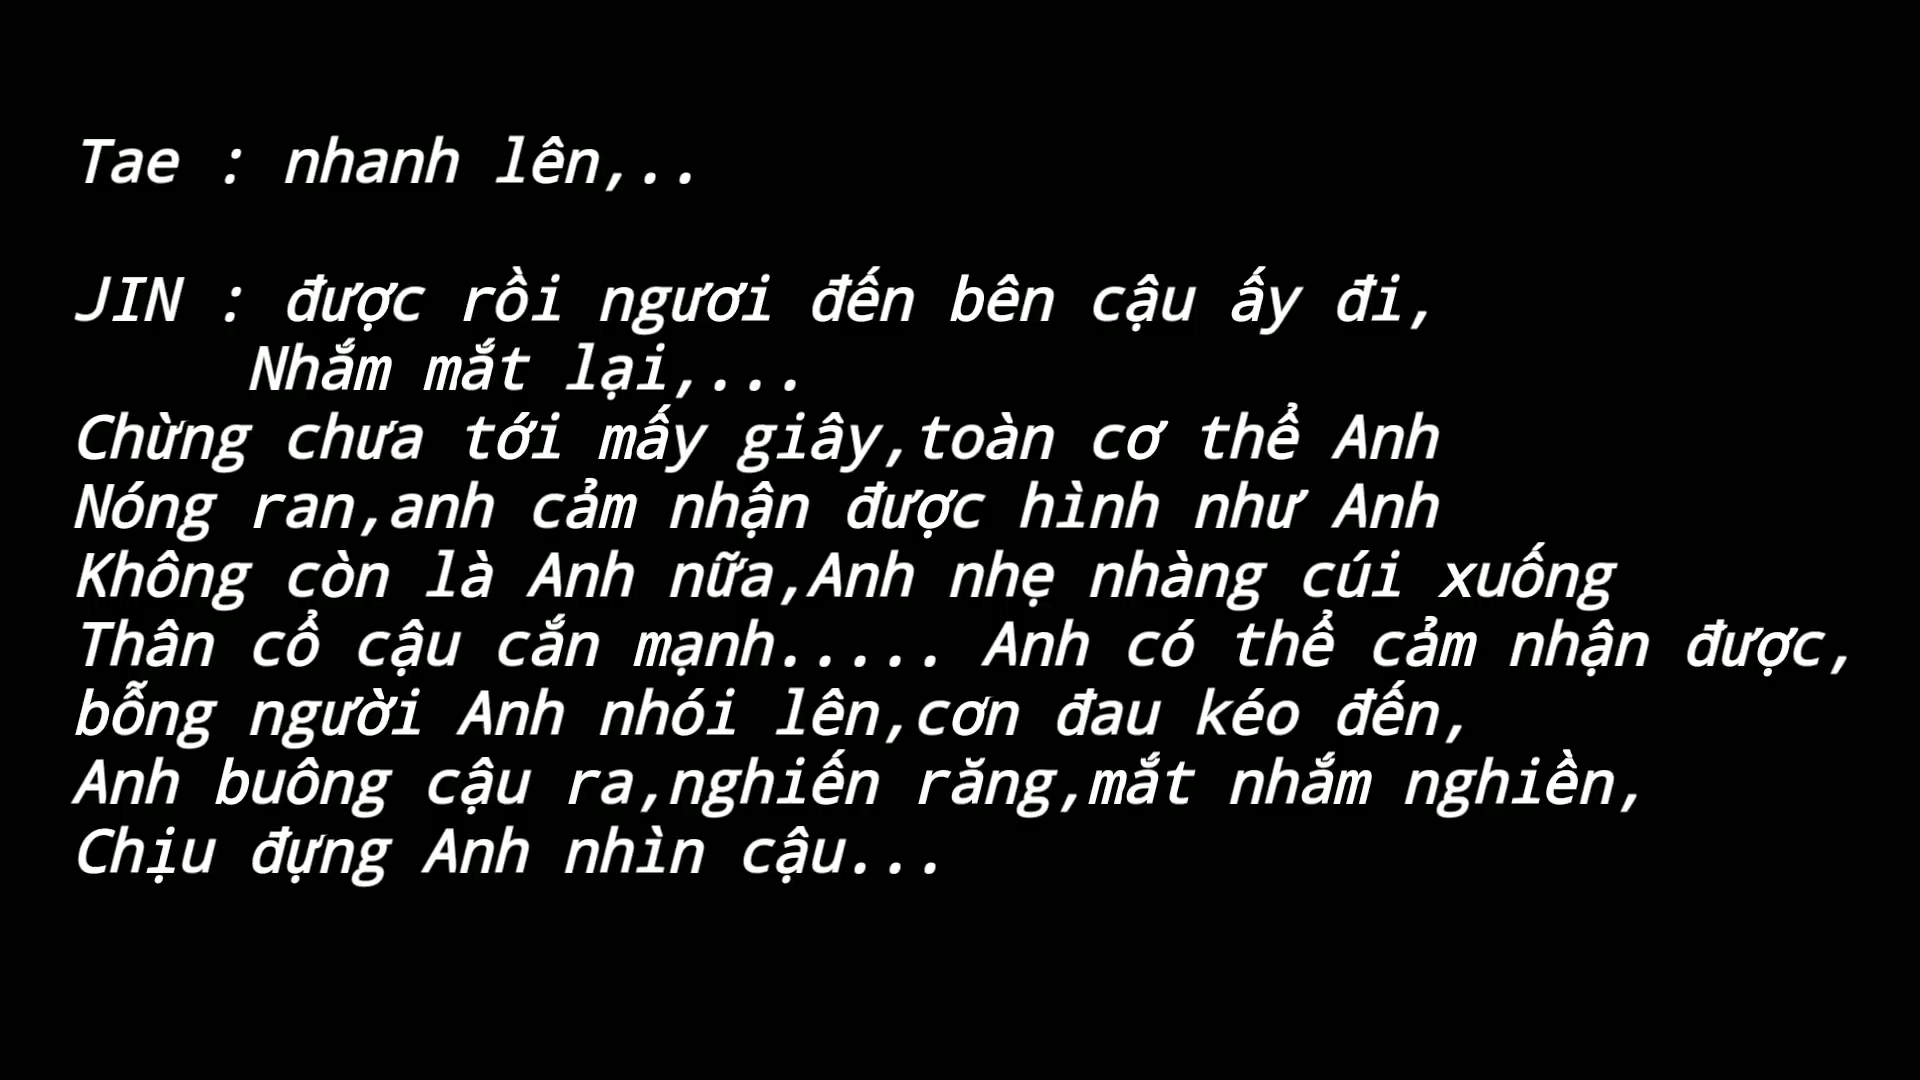 Tae : nhanh lên,..
JIN : được rồi ngươi đến bên cậu ấy đi,
Nhắm mắt lại,...
Chừng chưa tới mấy giây,toàn cơ thể Anh
Nóng ran,anh cảm nhận được hình như Anh
Không còn là Anh nữa,Anh nhẹ nhàng cúi xuống
Thân cổ cậu cắn mạnh..... Anh có thể cảm nhận được,
bỗng người Anh nhói lên,cơn đau kéo đến,
Anh buông cậu ra,nghiến răng,mắt nhắm nghiền,
Chịu đựng Anh nhìn cậu...